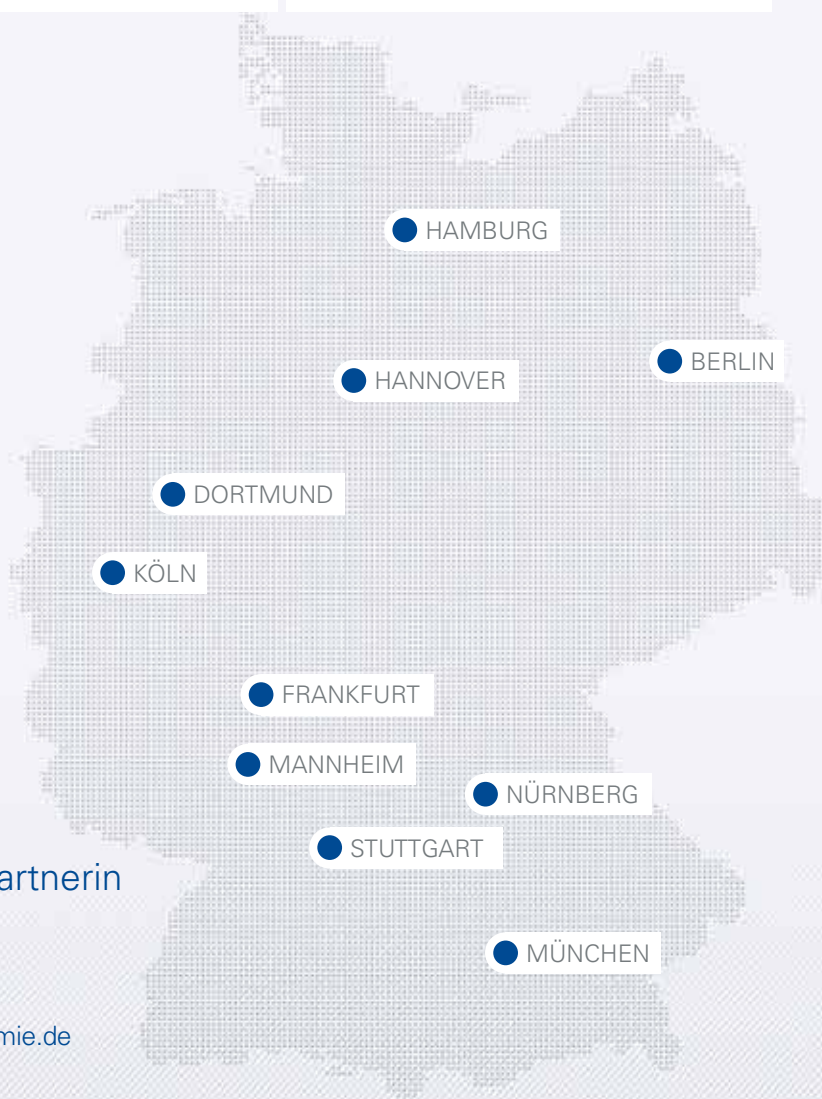 HAMBURG
BERLIN
HANNOVER
DORTMUND
KÖLN
FRANKFURT
MANNHEIM
NÜRNBERG
STUTTGART
artnerin
MÜNCHEN
mie.de